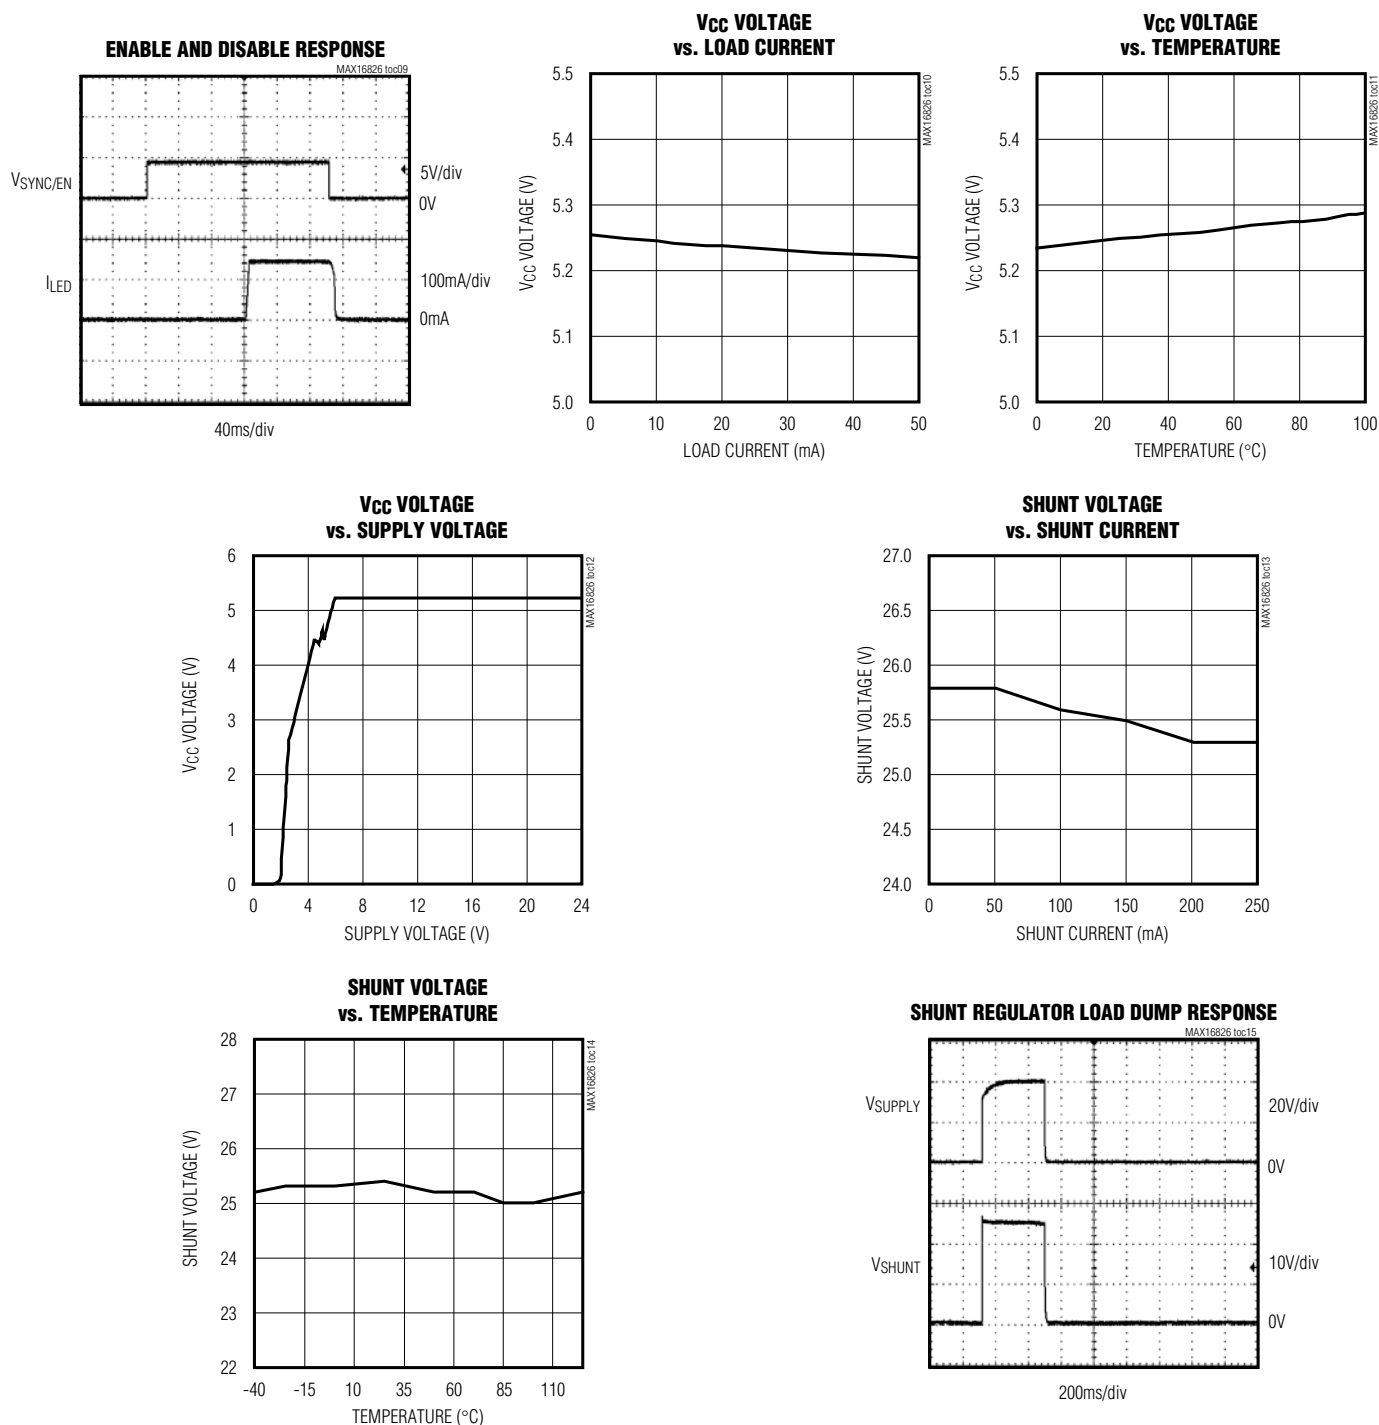 ENABLE AND DISABLE RESPONSE
MAX16826 toc09
VSYNC/EN
5V/div
0V
ILED
100mA/div
0mA
40ms/div
VCC VOLTAGE
vs. LOAD CURRENT
MAX16826 toc10
VCC VOLTAGE (V)
5.5
5.4
5.3
5.2
5.1
5.0
0 10 20 30 40 50
LOAD CURRENT (mA)
VCC VOLTAGE
vs. TEMPERATURE
MAX16826 toc11
VCC VOLTAGE (V)
5.5
5.4
5.3
5.2
5.1
5.0
0 20 40 60 80 100
TEMPERATURE (°C)
VCC VOLTAGE
vs. SUPPLY VOLTAGE
MAX16826 toc12
VCC VOLTAGE (V)
6
5
4
3
2
1
0
0 4 8 12 16 20 24
SUPPLY VOLTAGE (V)
SHUNT VOLTAGE
vs. SHUNT CURRENT
MAX16826 toc13
SHUNT VOLTAGE (V)
27.0
26.5
26.0
25.5
25.0
24.5
24.0
0 50 100 150 200 250
SHUNT CURRENT (mA)
SHUNT VOLTAGE
vs. TEMPERATURE
MAX16826 toc14
SHUNT VOLTAGE (V)
28
27
26
25
24
23
22
-40 -15 10 35 60 85 110
TEMPERATURE (°C)
SHUNT REGULATOR LOAD DUMP RESPONSE
MAX16826 toc15
VSUPPLY
20V/div
0V
VSHUNT
10V/div
0V
200ms/div